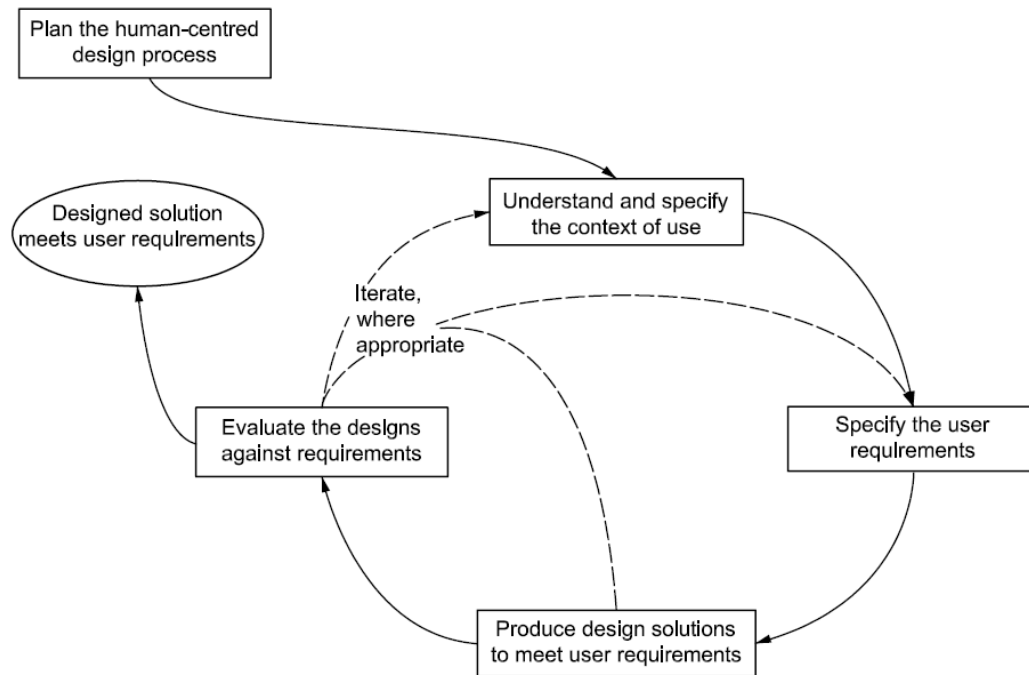 Plan the human-centred
design process
Understand and specify
the context of use
Designed solution
meets user requirements
Iterate,
where
appropriate
Evaluate the designs
against requirements
Specify the user
requirements
Produce design solutions
to meet user requirements